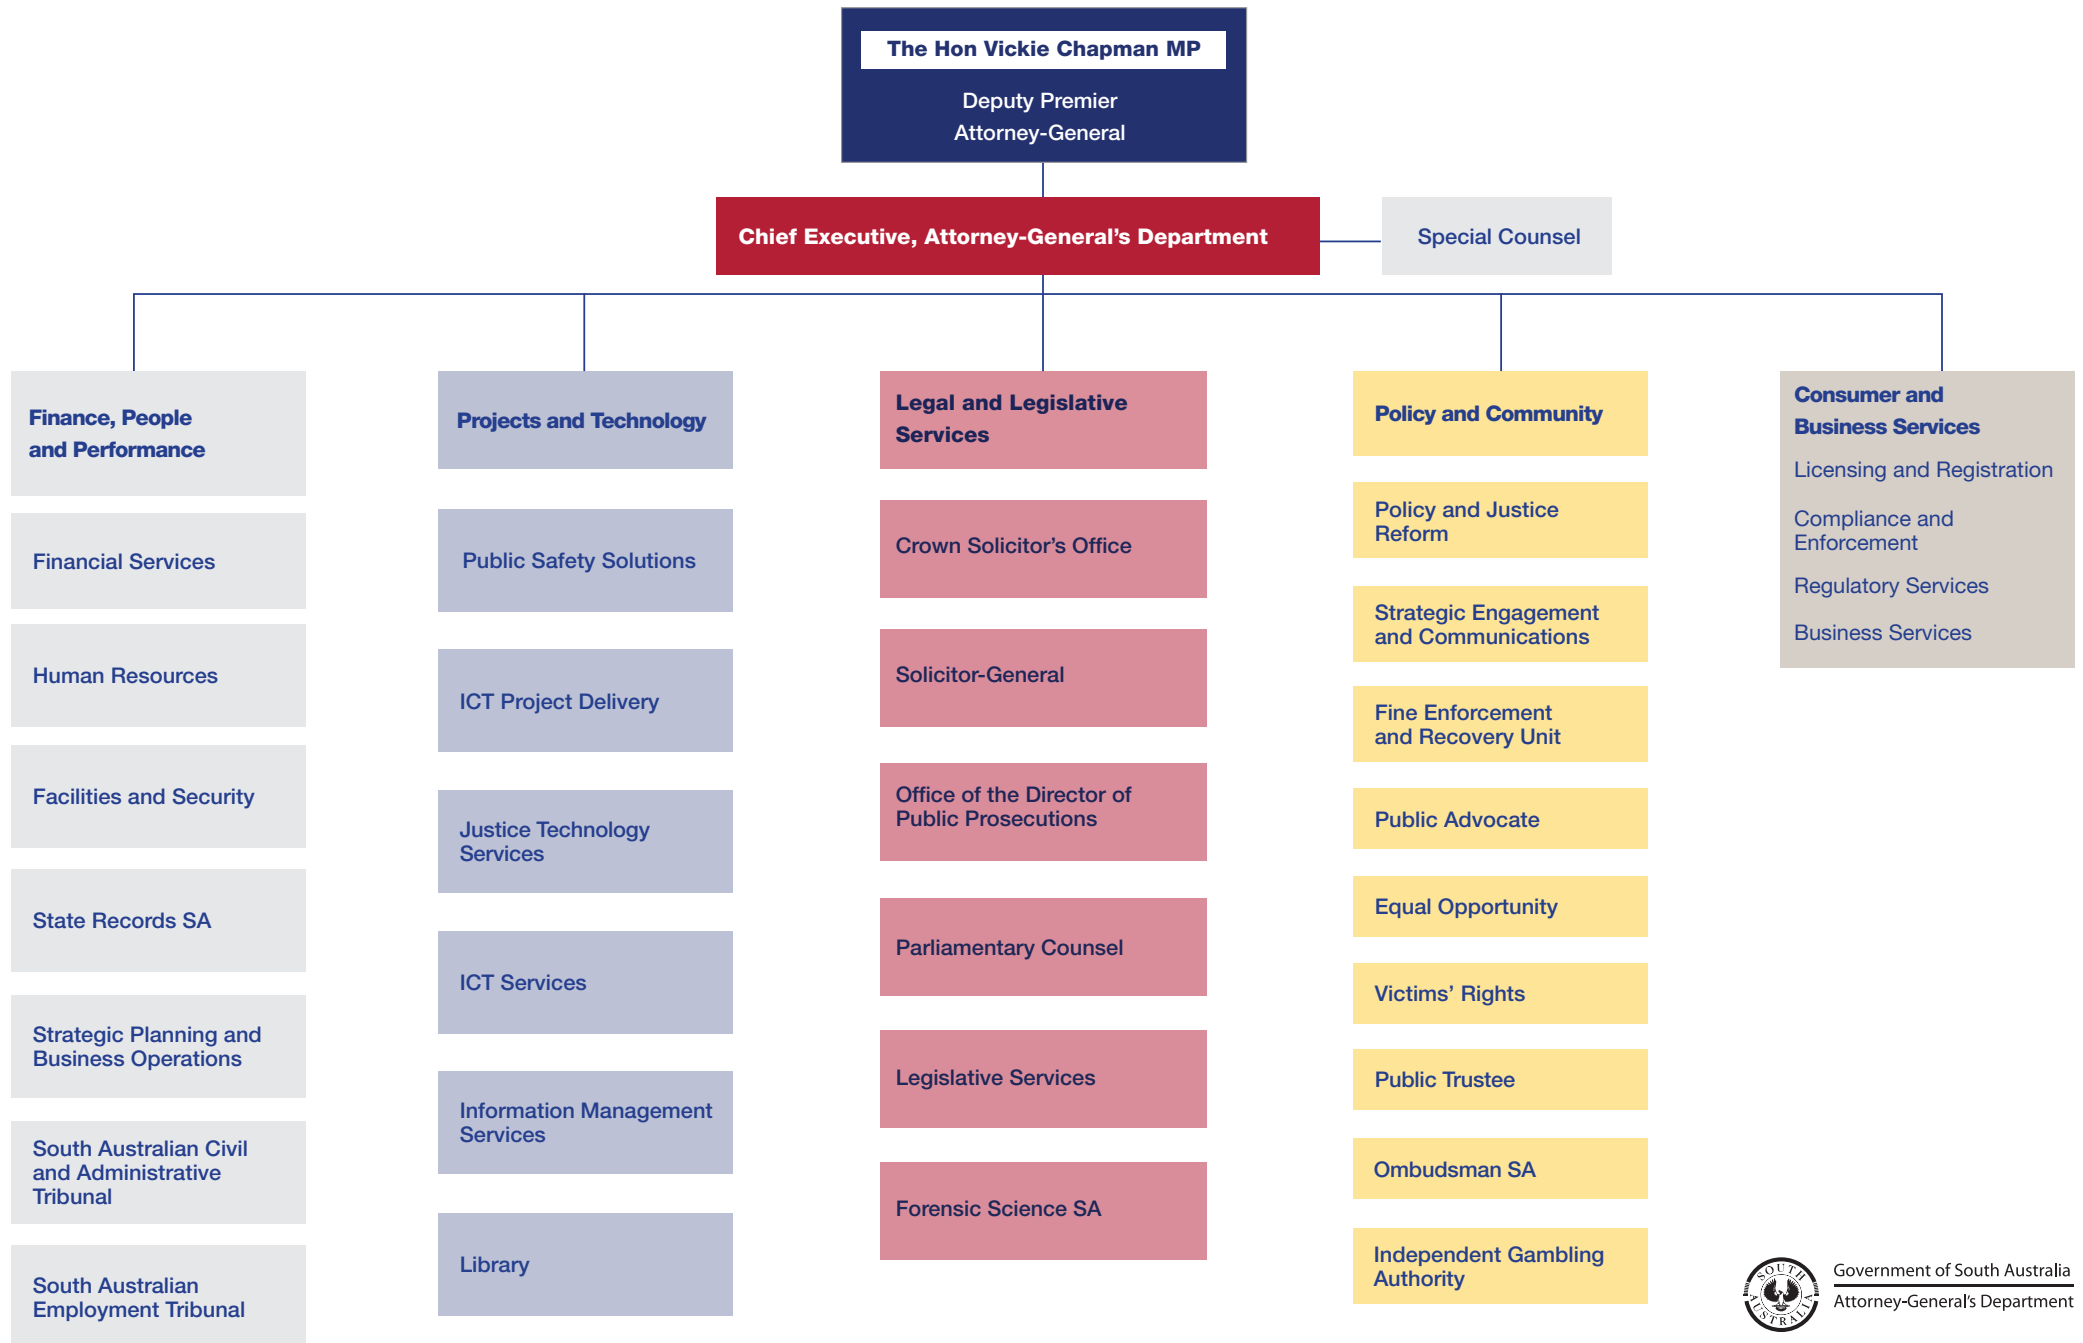 The Hon Vickie Chapman MP
Deputy Premier
Attorney-General
Chief Executive, Attorney-General’s Department
Special Counsel
Finance, People
and Performance
Financial Services
Human Resources
Facilities and Security
State Records SA
Strategic Planning and
Business Operations
South Australian Civil
and Administrative
Tribunal
South Australian
Employment Tribunal
Projects and Technology
Public Safety Solutions
ICT Project Delivery
Justice Technology
Services
ICT Services
Information Management
Services
Library
Legal and Legislative
Services
Crown Solicitor’s Office
Solicitor-General
Office of the Director of
Public Prosecutions
Parliamentary Counsel
Legislative Services
Forensic Science SA
Policy and Community
Policy and Justice
Reform
Strategic Engagement
and Communications
Fine Enforcement
and Recovery Unit
Public Advocate
Equal Opportunity
Victims’ Rights
Public Trustee
Ombudsman SA
Independent Gambling
Authority
Consumer and
Business Services
Licensing and Registration
Compliance and
Enforcement
Regulatory Services
Business Services
SOUTH
AUSTRALIA
Government of South Australia
Attorney-General’s Department